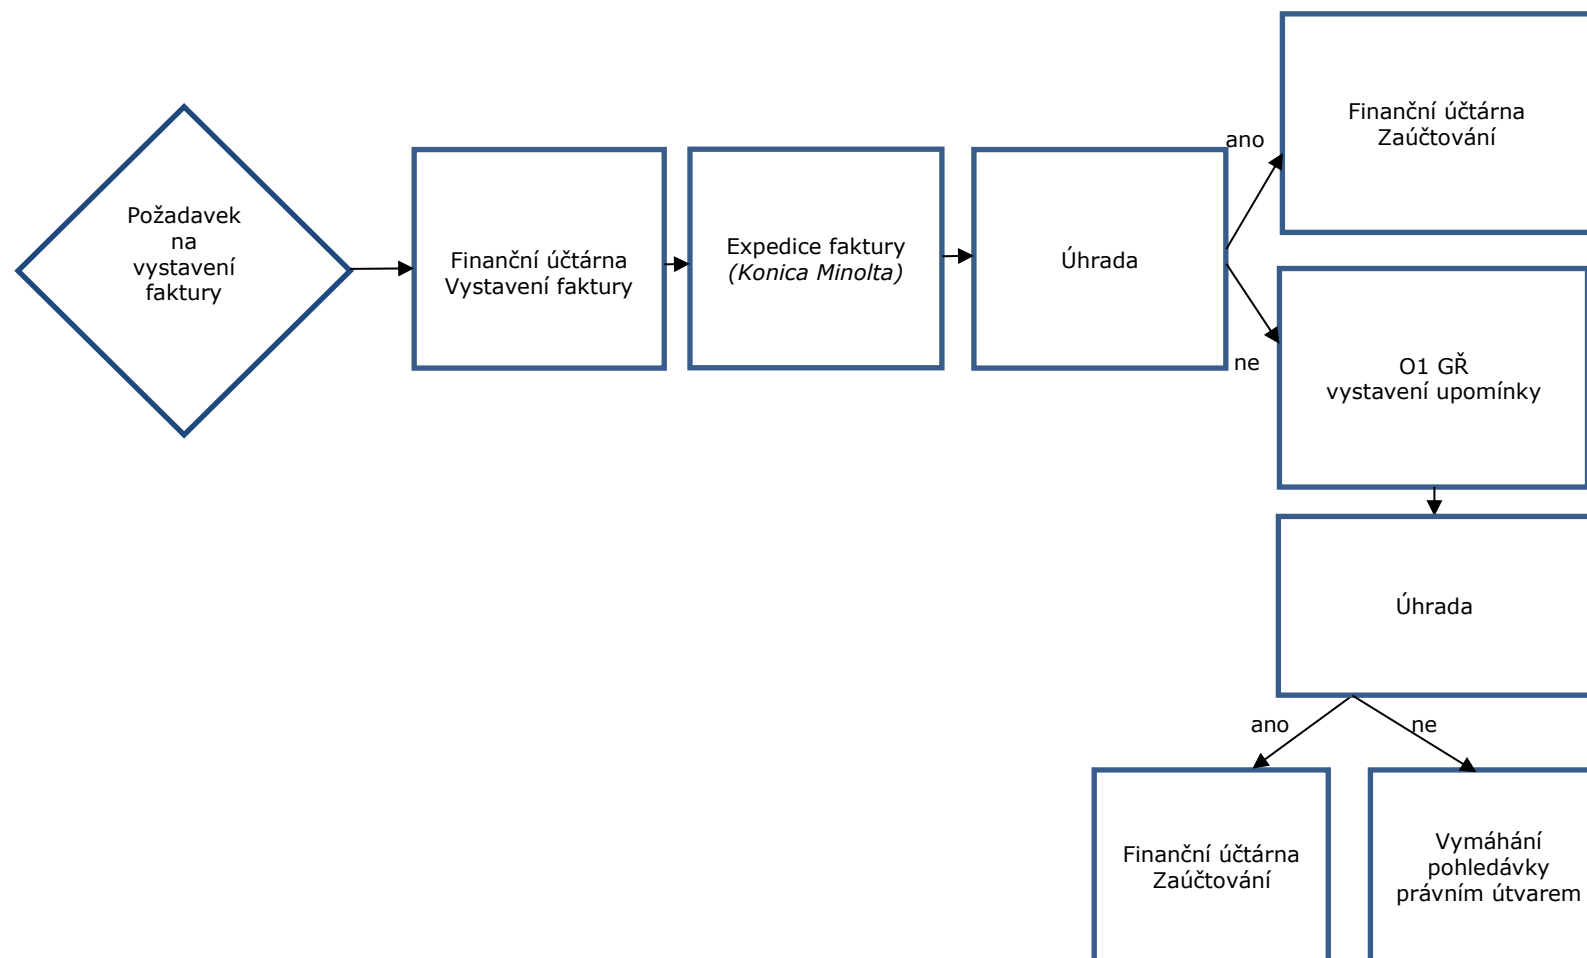 Požadavek
na
vystavení
faktury
Finanční účtárna
Vystavení faktury
Expedice faktury
(Konica Minolta)
Úhrada
ano
Finanční účtárna
Zaúčtování
ne
O1 GŘ
vystavení upomínky
Úhrada
ano
ne
Finanční účtárna
Zaúčtování
Vymáhání
pohledávky
právním útvarem